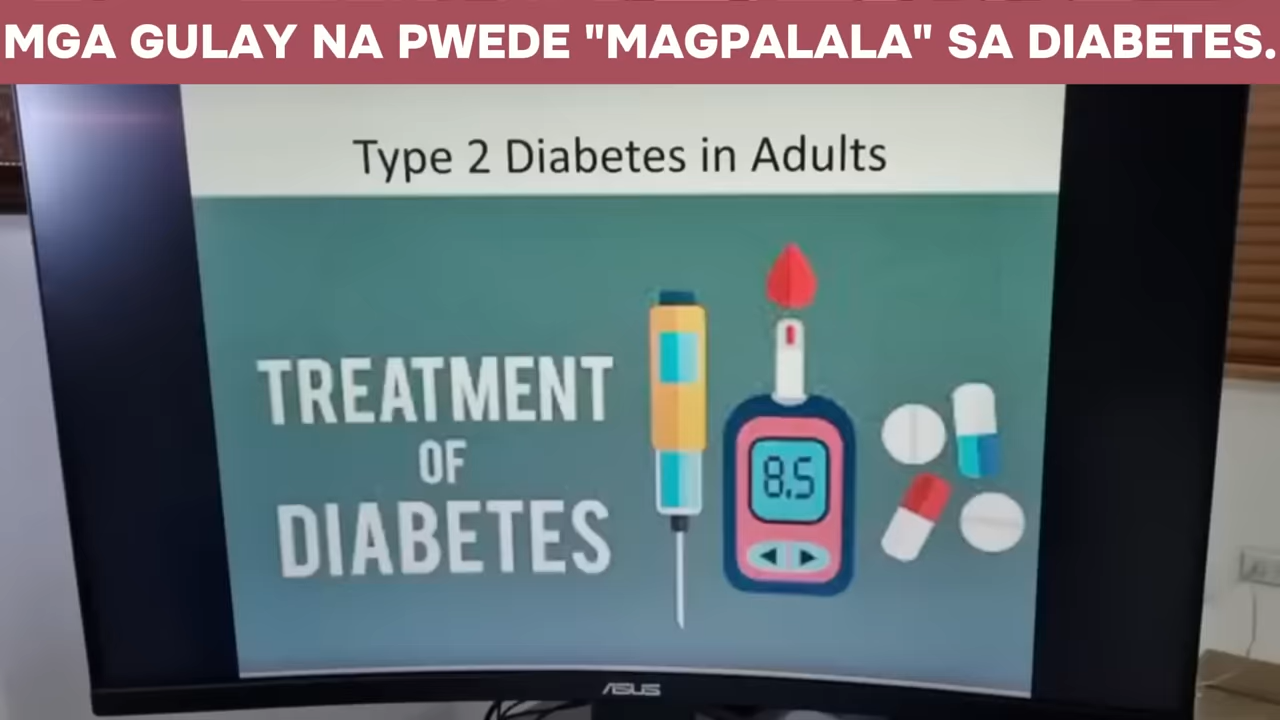 MGA GULAY NA PWEDE "MAGPALALA" SA DIABETES.
Type 2 Diabetes in Adults
TREATMENT
OF
DIABETES
8.5
ASUS